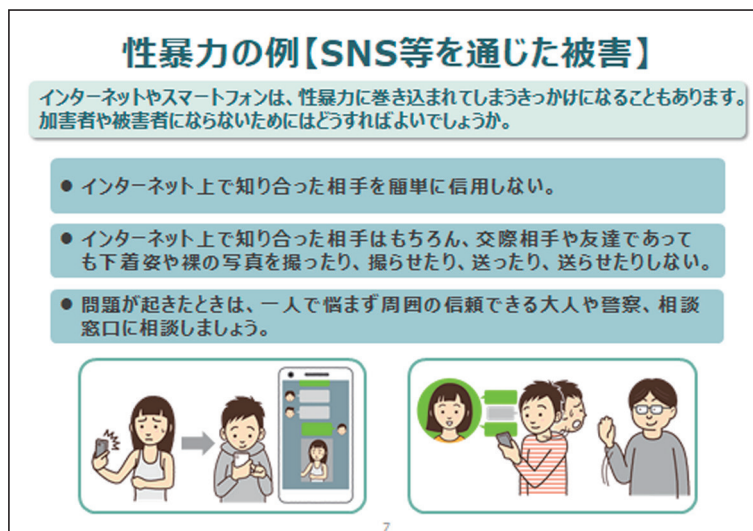 性暴力の例【SNS等を通じた被害】
インターネットやスマートフォンは、性暴力に巻き込まれてしまうきっかけになることもあります。
加害者や被害者にならないためにはどうすればよいでしょうか。
● インターネット上で知り合った相手を簡単に信用しない。
● インターネット上で知り合った相手はもちろん、交際相手や友達であって
も下着姿や裸の写真を撮ったり、撮らせたり、送ったり、送らせたりしない。
● 問題が起きたときは、一人で悩まず周囲の信頼できる大人や警察、相談
窓口に相談しましょう。
7